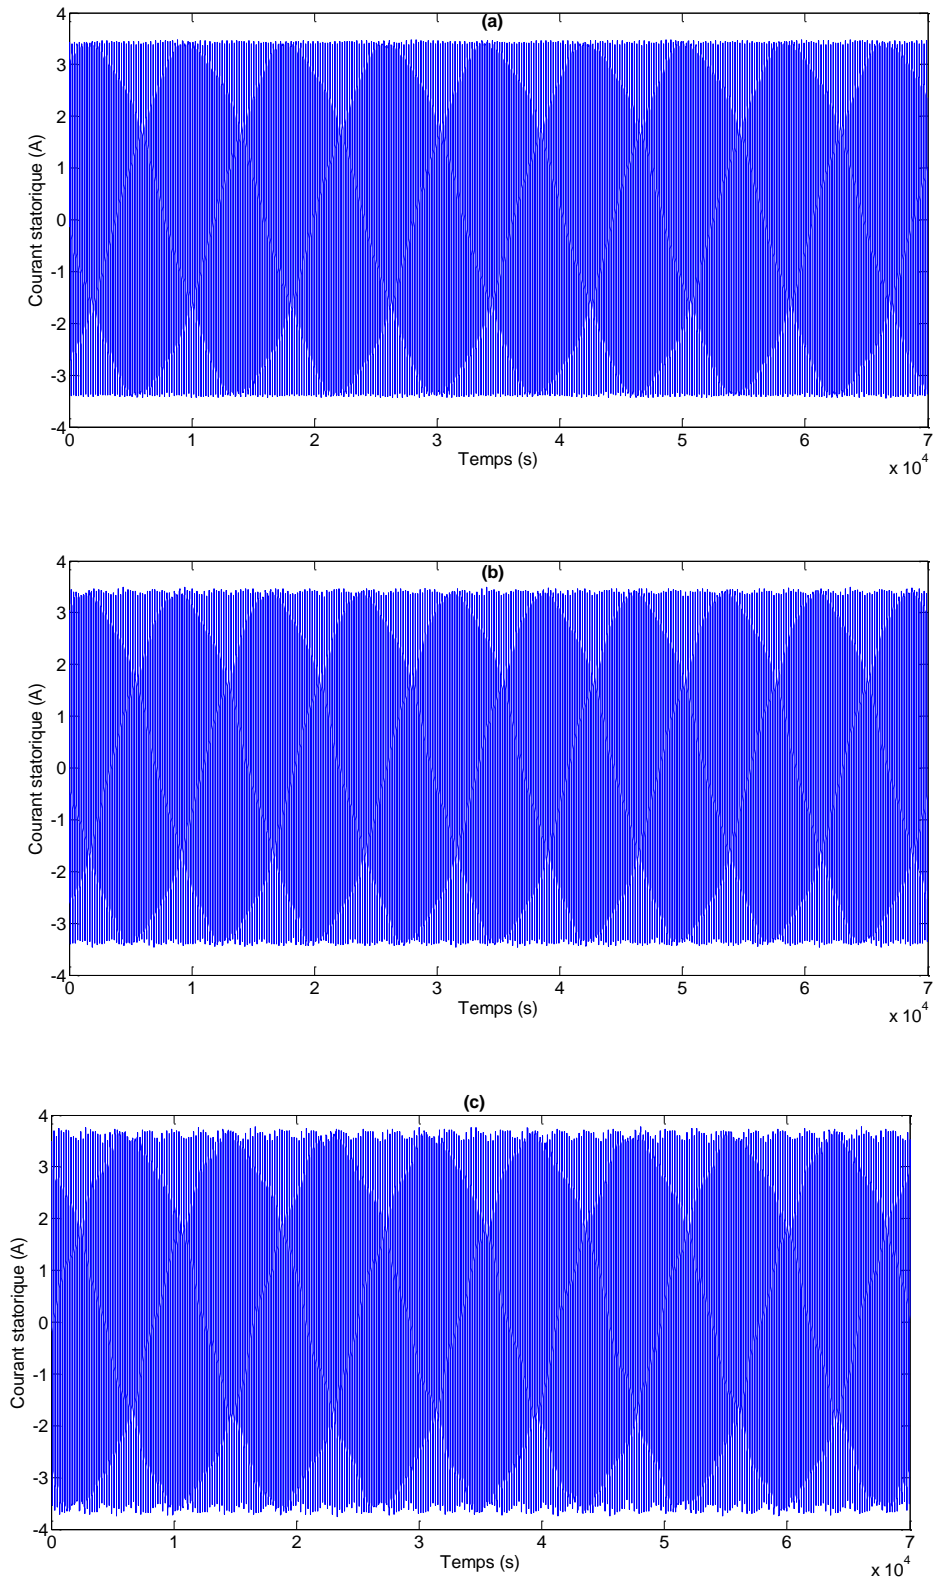 (a)
4
3
2
1
0
-1
-2
-3
-4
Courant statorique (A)
0 1 2 3 4 5 6 7
Temps (s)
x 10^4
(b)
4
3
2
1
0
-1
-2
-3
-4
Courant statorique (A)
0 1 2 3 4 5 6 7
Temps (s)
x 10^4
(c)
4
3
2
1
0
-1
-2
-3
-4
Courant statorique (A)
0 1 2 3 4 5 6 7
Temps (s)
x 10^4